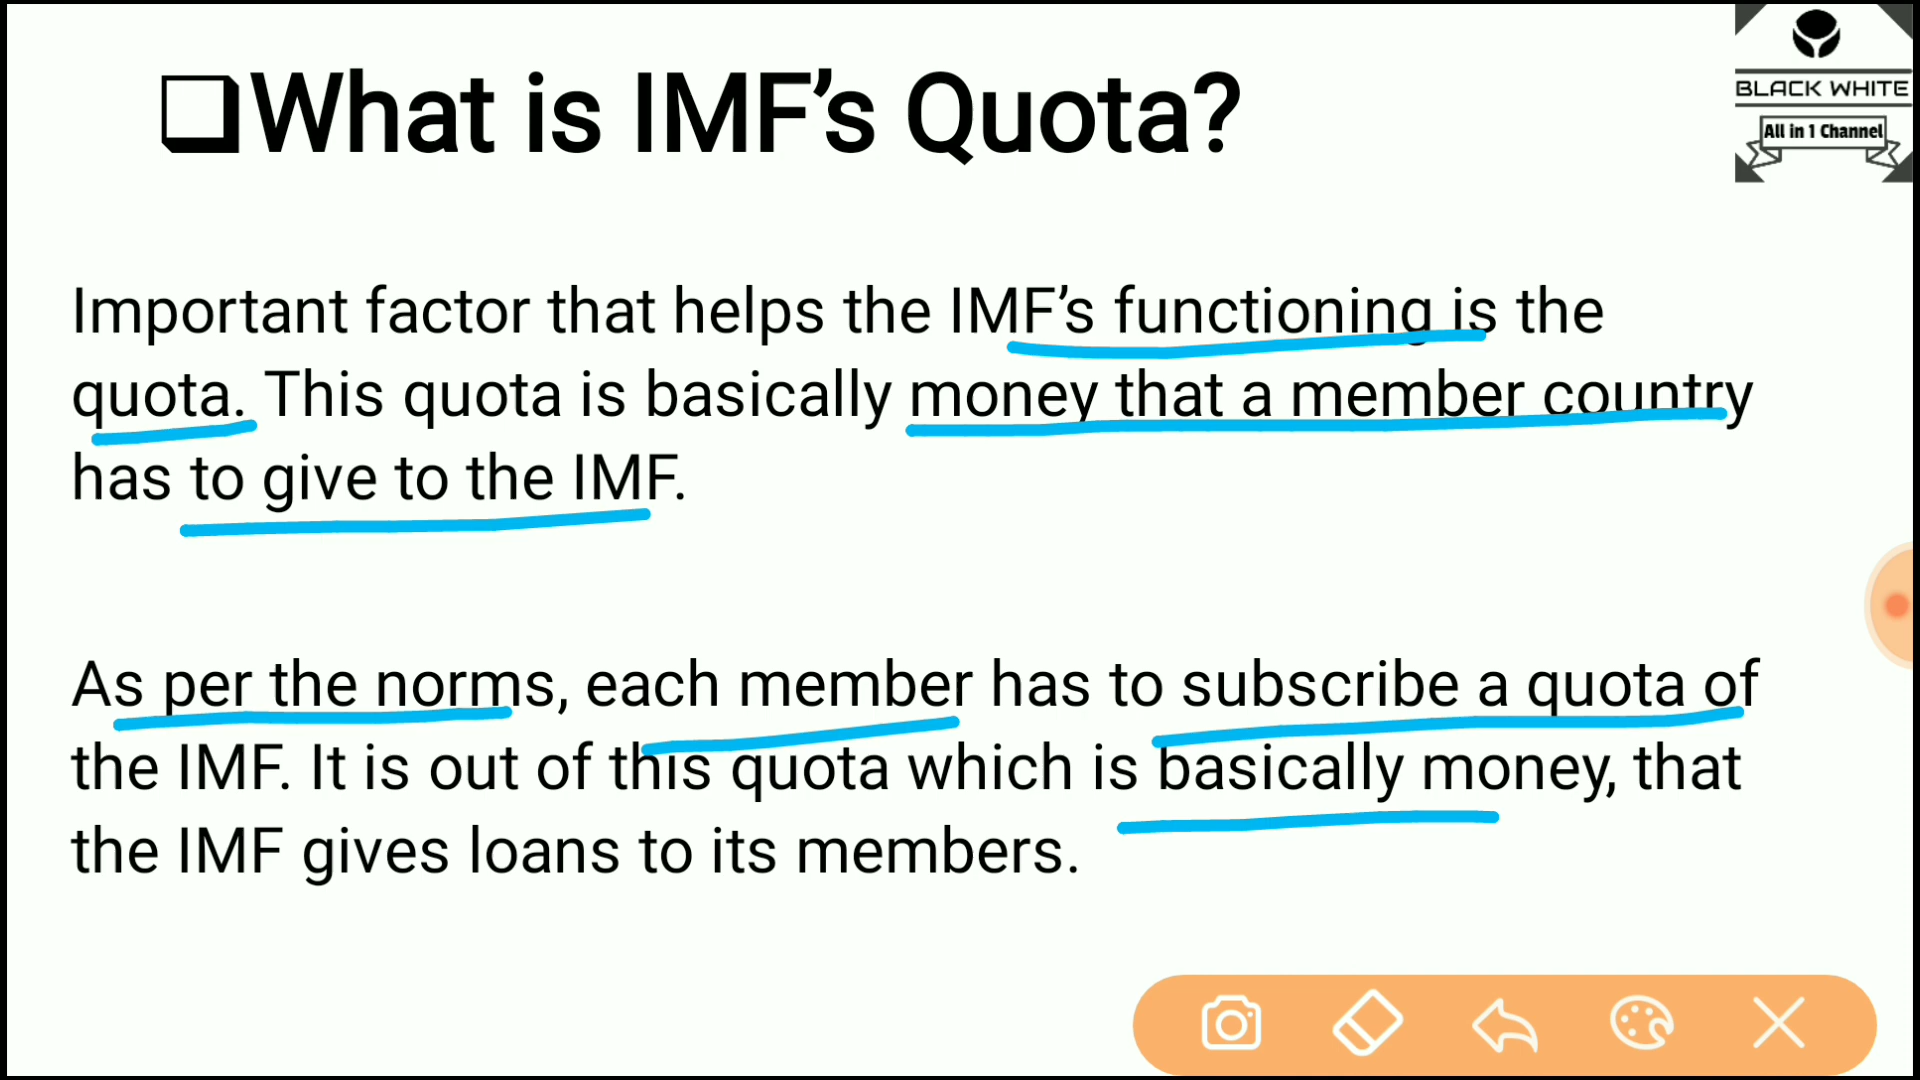 What is IMF’s Quota?
BLACK WHITE
All in 1 Channel
Important factor that helps the IMF’s functioning is the
quota. This quota is basically money that a member country
has to give to the IMF.
As per the norms, each member has to subscribe a quota of
the IMF. It is out of this quota which is basically money, that
the IMF gives loans to its members.